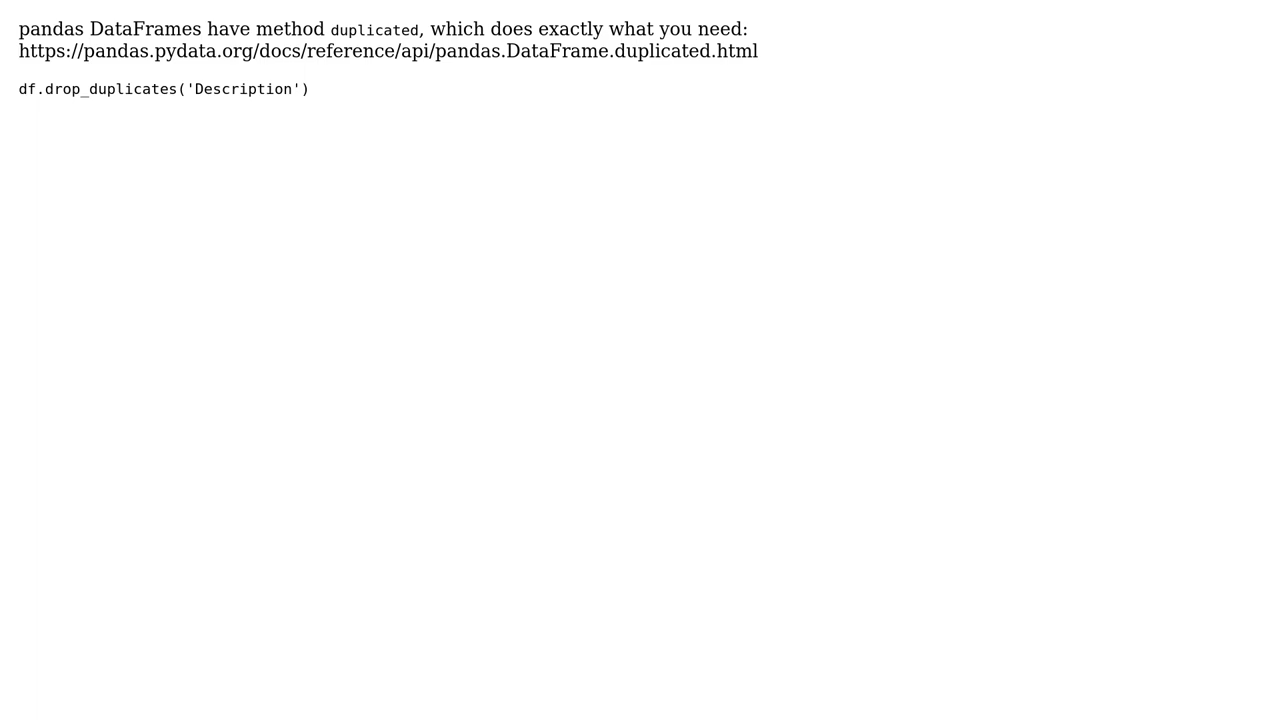 pandas DataFrames have method duplicated, which does exactly what you need:
https://pandas.pydata.org/docs/reference/api/pandas.DataFrame.duplicated.html
df.drop_duplicates('Description')